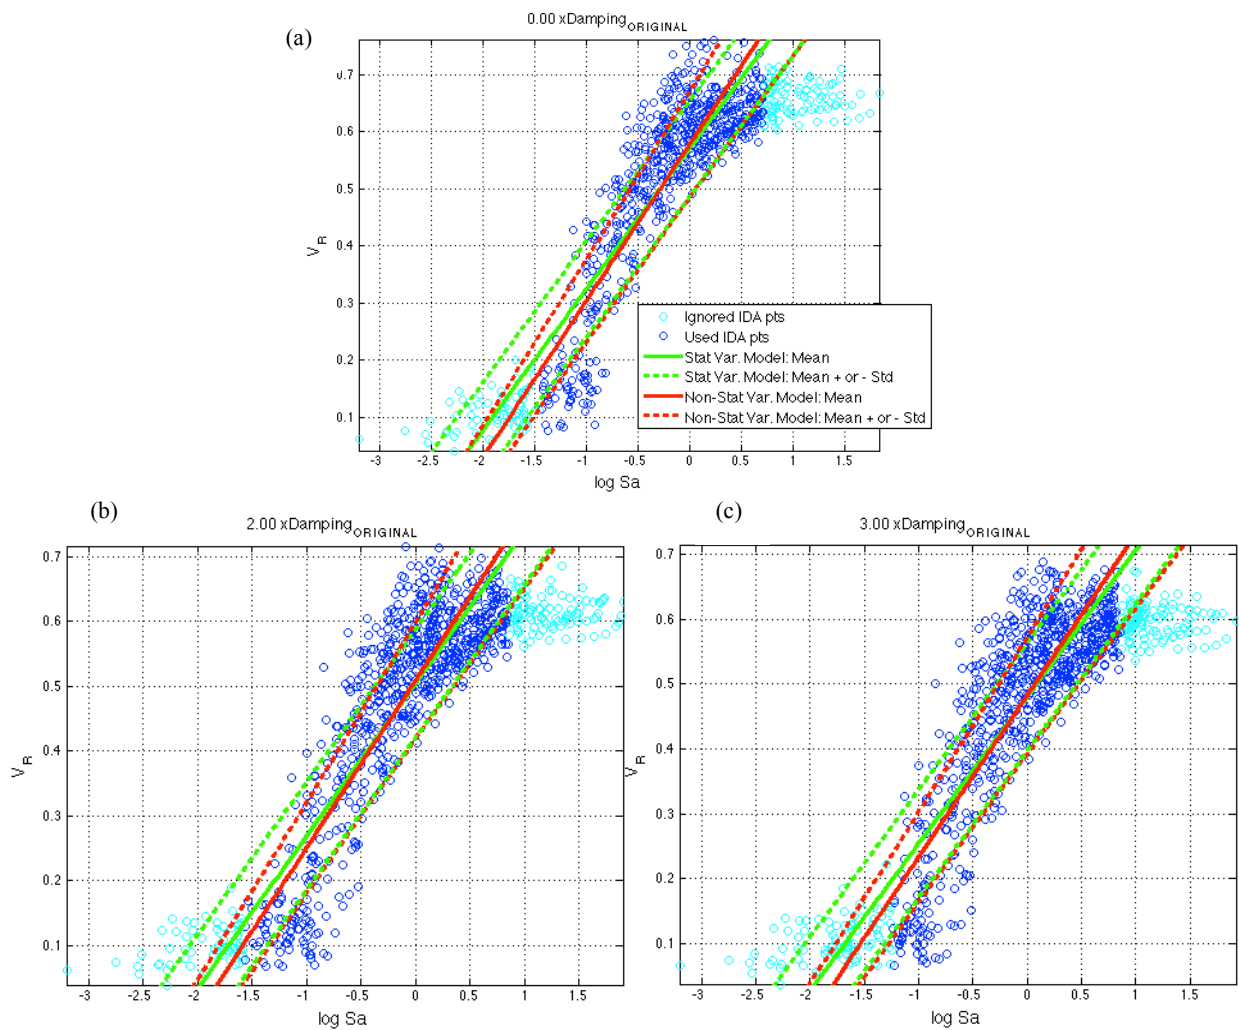 (a)
0.00 xDamping ORIGINAL
0.7
0.6
0.5
0.4
0.3
0.2
0.1
V R
-3 -2.5 -2 -1.5 -1 -0.5 0 0.5 1 1.5
log Sa
Ignored IDA pts
Used IDA pts
Stat Var. Model: Mean
Stat Var. Model: Mean + or - Std
Non-Stat Var. Model: Mean
Non-Stat Var. Model: Mean + or - Std
(b)
2.00 xDamping ORIGINAL
0.7
0.6
0.5
0.4
0.3
0.2
0.1
V R
-3 -2.5 -2 -1.5 -1 -0.5 0 0.5 1 1.5
log Sa
(c)
3.00 xDamping ORIGINAL
0.7
0.6
0.5
0.4
0.3
0.2
0.1
V R
-3 -2.5 -2 -1.5 -1 -0.5 0 0.5 1 1.5
log Sa